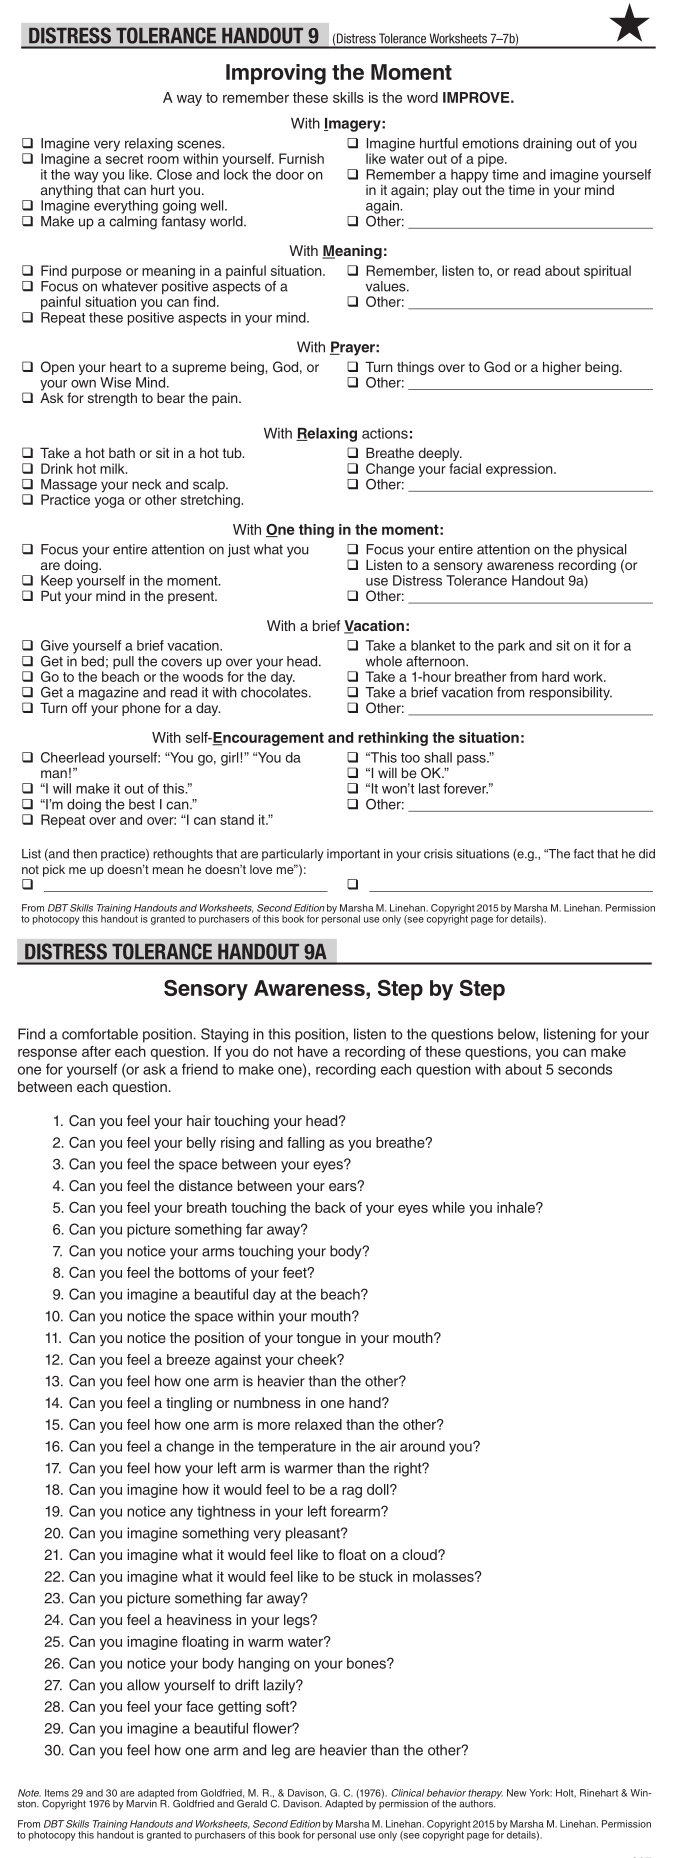 DISTRESS TOLERANCE HANDOUT 9 (Distress Tolerance Worksheets 7–7b)
Improving the Moment
A way to remember these skills is the word IMPROVE.
With Imagery:
❑ Imagine very relaxing scenes.
❑ Imagine a secret room within yourself. Furnish
it the way you like. Close and lock the door on
anything that can hurt you.
❑ Imagine everything going well.
❑ Make up a calming fantasy world.
❑ Imagine hurtful emotions draining out of you
like water out of a pipe.
❑ Remember a happy time and imagine yourself
in it again; play out the time in your mind
again.
❑ Other:
With Meaning:
❑ Find purpose or meaning in a painful situation.
❑ Focus on whatever positive aspects of a
painful situation you can find.
❑ Repeat these positive aspects in your mind.
❑ Remember, listen to, or read about spiritual
values.
❑ Other:
With Prayer:
❑ Open your heart to a supreme being, God, or
your own Wise Mind.
❑ Ask for strength to bear the pain.
❑ Turn things over to God or a higher being.
❑ Other:
With Relaxing actions:
❑ Take a hot bath or sit in a hot tub.
❑ Drink hot milk.
❑ Massage your neck and scalp.
❑ Practice yoga or other stretching.
❑ Breathe deeply.
❑ Change your facial expression.
❑ Other:
With One thing in the moment:
❑ Focus your entire attention on just what you
are doing.
❑ Keep yourself in the moment.
❑ Put your mind in the present.
❑ Focus your entire attention on the physical
❑ Listen to a sensory awareness recording (or
use Distress Tolerance Handout 9a)
❑ Other:
With a brief Vacation:
❑ Give yourself a brief vacation.
❑ Get in bed; pull the covers up over your head.
❑ Go to the beach or the woods for the day.
❑ Get a magazine and read it with chocolates.
❑ Turn off your phone for a day.
❑ Take a blanket to the park and sit on it for a
whole afternoon.
❑ Take a 1-hour breather from hard work.
❑ Take a brief vacation from responsibility.
❑ Other:
With self-Encouragement and rethinking the situation:
❑ Cheerlead yourself: “You go, girl!” “You da
man!”
❑ “I will make it out of this.”
❑ “I’m doing the best I can.”
❑ Repeat over and over: “I can stand it.”
❑ “This too shall pass.”
❑ “I will be OK.”
❑ “It won’t last forever.”
❑ Other:
List (and then practice) rethoughts that are particularly important in your crisis situations (e.g., “The fact that he did
not pick me up doesn’t mean he doesn’t love me”):
❑ ❑
From DBT Skills Training Handouts and Worksheets, Second Edition by Marsha M. Linehan. Copyright 2015 by Marsha M. Linehan. Permission
to photocopy this handout is granted to purchasers of this book for personal use only (see copyright page for details).
DISTRESS TOLERANCE HANDOUT 9A
Sensory Awareness, Step by Step
Find a comfortable position. Staying in this position, listen to the questions below, listening for your
response after each question. If you do not have a recording of these questions, you can make
one for yourself (or ask a friend to make one), recording each question with about 5 seconds
between each question.
1. Can you feel your hair touching your head?
2. Can you feel your belly rising and falling as you breathe?
3. Can you feel the space between your eyes?
4. Can you feel the distance between your ears?
5. Can you feel your breath touching the back of your eyes while you inhale?
6. Can you picture something far away?
7. Can you notice your arms touching your body?
8. Can you feel the bottoms of your feet?
9. Can you imagine a beautiful day at the beach?
10. Can you notice the space within your mouth?
11. Can you notice the position of your tongue in your mouth?
12. Can you feel a breeze against your cheek?
13. Can you feel how one arm is heavier than the other?
14. Can you feel a tingling or numbness in one hand?
15. Can you feel how one arm is more relaxed than the other?
16. Can you feel a change in the temperature in the air around you?
17. Can you feel how your left arm is warmer than the right?
18. Can you imagine how it would feel to be a rag doll?
19. Can you notice any tightness in your left forearm?
20. Can you imagine something very pleasant?
21. Can you imagine what it would feel like to float on a cloud?
22. Can you imagine what it would feel like to be stuck in molasses?
23. Can you picture something far away?
24. Can you feel a heaviness in your legs?
25. Can you imagine floating in warm water?
26. Can you notice your body hanging on your bones?
27. Can you allow yourself to drift lazily?
28. Can you feel your face getting soft?
29. Can you imagine a beautiful flower?
30. Can you feel how one arm and leg are heavier than the other?
Note. Items 29 and 30 are adapted from Goldfried, M. R., & Davison, G. C. (1976). Clinical behavior therapy. New York: Holt, Rinehart & Win-
ston. Copyright 1976 by Marvin R. Goldfried and Gerald C. Davison. Adapted by permission of the authors.
From DBT Skills Training Handouts and Worksheets, Second Edition by Marsha M. Linehan. Copyright 2015 by Marsha M. Linehan. Permission
to photocopy this handout is granted to purchasers of this book for personal use only (see copyright page for details).